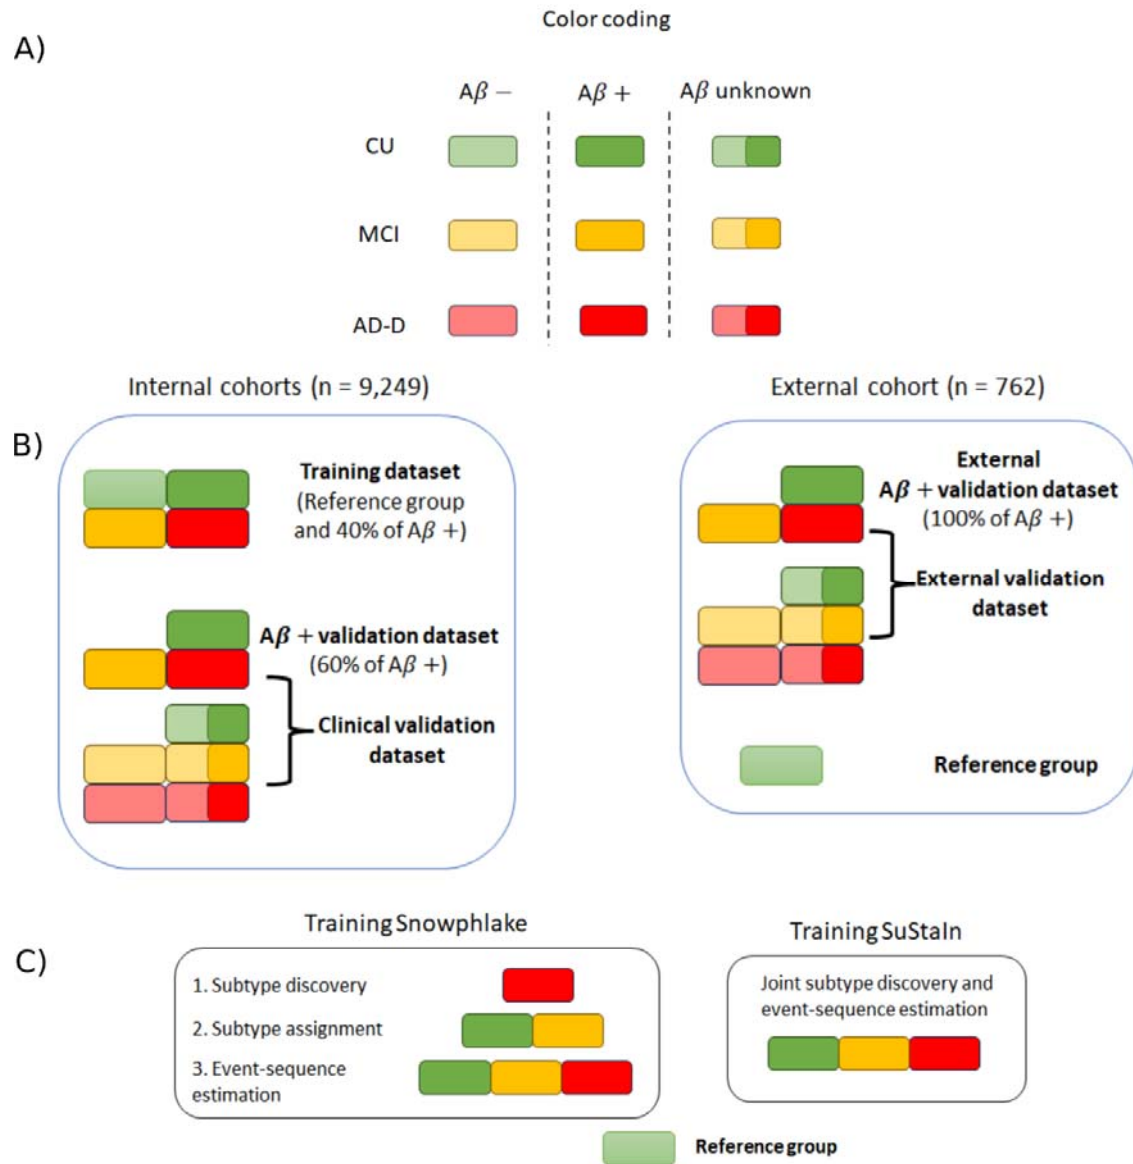 Color coding
A)
Aβ − Aβ + Aβ unknown
CU
MCI
AD-D
Internal cohorts (n = 9,249)
External cohort (n = 762)
B)
Training dataset
(Reference group
and 40% of Aβ +)
Aβ + validation dataset
(60% of Aβ +)
Clinical validation
dataset
External
Aβ + validation dataset
(100% of Aβ +)
External validation
dataset
Reference group
C)
Training Snowphlake
1. Subtype discovery
2. Subtype assignment
3. Event-sequence
estimation
Training SuStaIn
Joint subtype discovery and
event-sequence estimation
Reference group